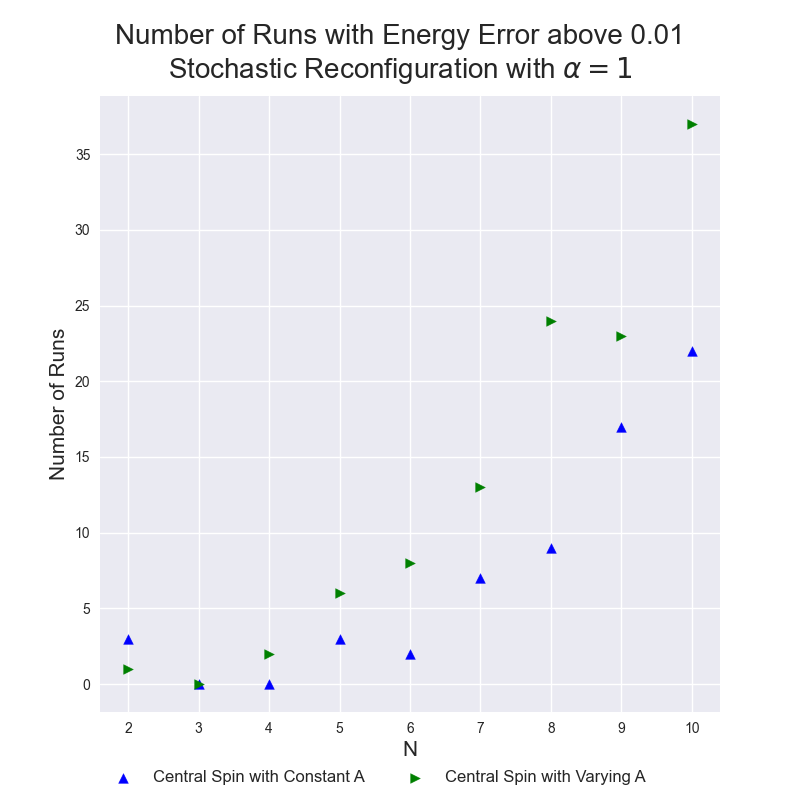 Number of Runs with Energy Error above 0.01
Stochastic Reconfiguration with α = 1
Number of Runs
35
30
25
20
15
10
5
0
2 3 4 5 6 7 8 9 10
N
Central Spin with Constant A Central Spin with Varying A